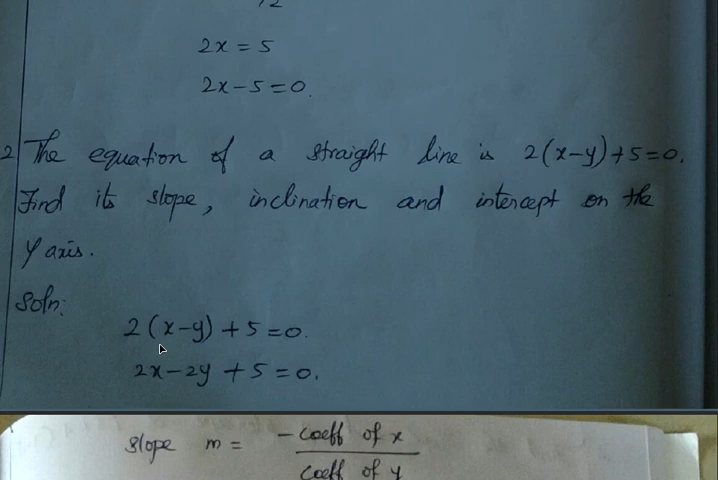 2x = 5
2x - 5 = 0.
2 The equation of a straight line is 2(x-y)+5=0.
Find its slope, inclination and intercept on the
y axis.
Soln:
2(x-y) + 5 = 0.
2x - 2y + 5 = 0.
slope m = - coeff of x
coeff of y